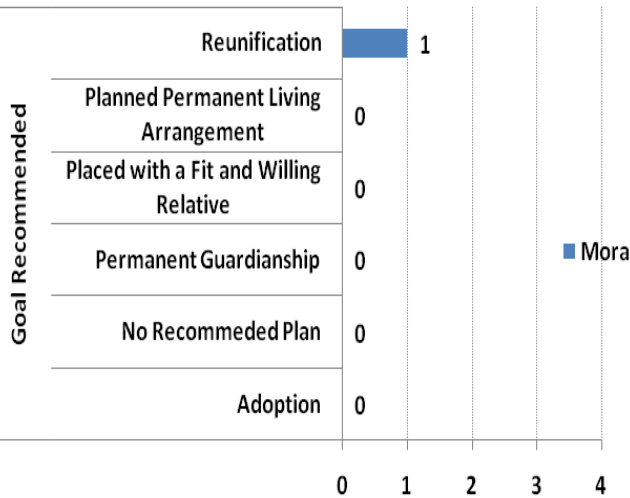 Goal Recommended
Reunification
1
Planned Permanent Living
Arrangement
0
Placed with a Fit and Willing
Relative
0
Permanent Guardianship
0
No Recommeded Plan
0
Adoption
0
0 1 2 3 4
Mora